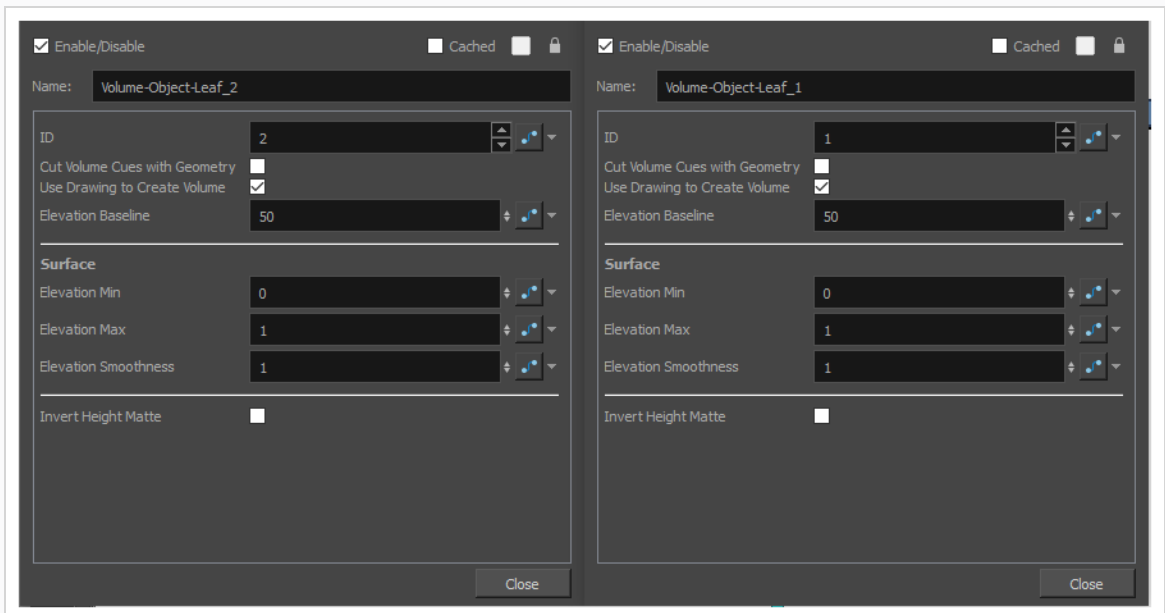 Enable/Disable Cached
Name: Volume-Object-Leaf_2
ID 2
Cut Volume Cues with Geometry
Use Drawing to Create Volume
Elevation Baseline 50
Surface
Elevation Min 0
Elevation Max 1
Elevation Smoothness 1
Invert Height Matte
Close
Enable/Disable Cached
Name: Volume-Object-Leaf_1
ID 1
Cut Volume Cues with Geometry
Use Drawing to Create Volume
Elevation Baseline 50
Surface
Elevation Min 0
Elevation Max 1
Elevation Smoothness 1
Invert Height Matte
Close